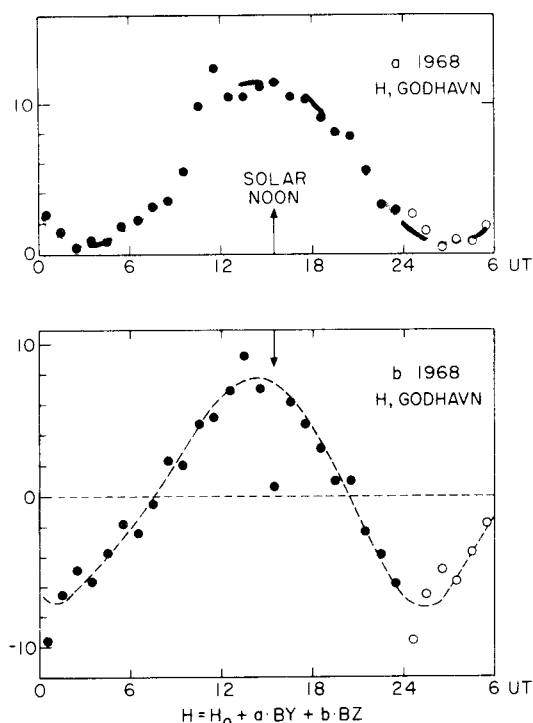 a 1968
H, GODHAVN
10
SOLAR
NOON
0
0 6 12 18 24 6 UT
b 1968
H, GODHAVN
10
0
-10
0 6 12 18 24 6 UT
H = H₀ + a·BY + b·BZ